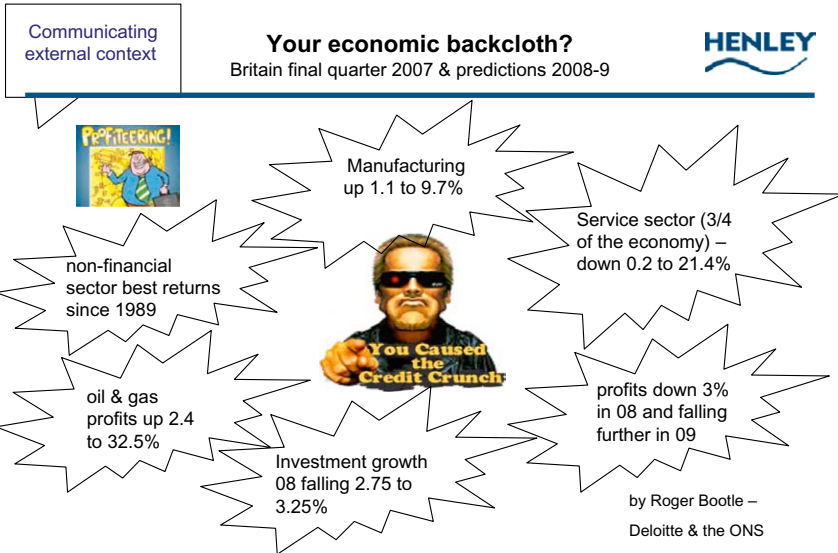 Communicating
external context
Your economic backcloth?
Britain final quarter 2007 & predictions 2008-9
HENLEY
PROFITEERING!
Manufacturing
up 1.1 to 9.7%
Service sector (3/4
of the economy) –
down 0.2 to 21.4%
non-financial
sector best returns
since 1989
You Caused
the
Credit Crunch
oil & gas
profits up 2.4
to 32.5%
profits down 3%
in 08 and falling
further in 09
Investment growth
08 falling 2.75 to
3.25%
by Roger Bootle –
Deloitte & the ONS